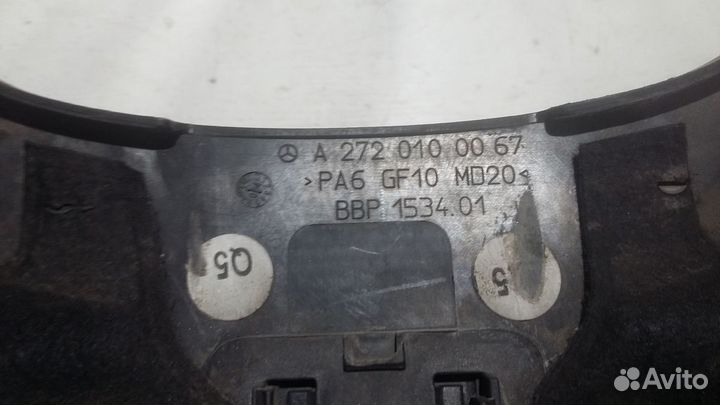 A 272 010 00 67
>PA6 GF10 MD20<
BBP 1534.01
Q5
5
Avito